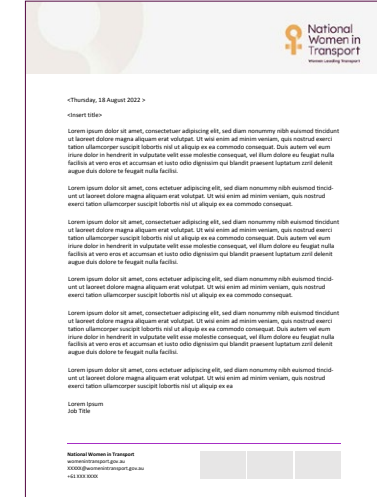 National
Women in
Transport
Women Leading Transport
<Thursday, 18 August 2022 >
<Insert title>
Lorem ipsum dolor sit amet, consectetuer adipiscing elit, sed diam nonummy nibh euismod tincidunt
ut laoreet dolore magna aliquam erat volutpat. Ut wisi enim ad minim veniam, quis nostrud exerci
tation ullamcorper suscipit lobortis nisl ut aliquip ex ea commodo consequat. Duis autem vel eum
iriure dolor in hendrerit in vulputate velit esse molestie consequat, vel illum dolore eu feugiat nulla
facilisis at vero eros et accumsan et iusto odio dignissim qui blandit praesent luptatum zzril delenit
augue duis dolore te feugait nulla facilisi.
Lorem ipsum dolor sit amet, cons ectetuer adipiscing elit, sed diam nonummy nibh euismod tincid-
unt ut laoreet dolore magna aliquam erat volutpat. Ut wisi enim ad minim veniam, quis nostrud
exerci tation ullamcorper suscipit lobortis nisl ut aliquip ex ea commodo consequat.
Lorem ipsum dolor sit amet, consectetuer adipiscing elit, sed diam nonummy nibh euismod tincidunt
ut laoreet dolore magna aliquam erat volutpat. Ut wisi enim ad minim veniam, quis nostrud exerci
tation ullamcorper suscipit lobortis nisl ut aliquip ex ea commodo consequat. Duis autem vel eum
iriure dolor in hendrerit in vulputate velit esse molestie consequat, vel illum dolore eu feugiat nulla
facilisis at vero eros et accumsan et iusto odio dignissim qui blandit praesent luptatum zzril delenit
augue duis dolore te feugait nulla facilisi.
Lorem ipsum dolor sit amet, cons ectetuer adipiscing elit, sed diam nonummy nibh euismod tincid-
unt ut laoreet dolore magna aliquam erat volutpat. Ut wisi enim ad minim veniam, quis nostrud
exerci tation ullamcorper suscipit lobortis nisl ut aliquip ex ea commodo consequat.
Lorem ipsum dolor sit amet, consectetuer adipiscing elit, sed diam nonummy nibh euismod tincidunt
ut laoreet dolore magna aliquam erat volutpat. Ut wisi enim ad minim veniam, quis nostrud exerci
tation ullamcorper suscipit lobortis nisl ut aliquip ex ea commodo consequat. Duis autem vel eum
iriure dolor in hendrerit in vulputate velit esse molestie consequat, vel illum dolore eu feugiat nulla
facilisis at vero eros et accumsan et iusto odio dignissim qui blandit praesent luptatum zzril delenit
augue duis dolore te feugait nulla facilisi.
Lorem ipsum dolor sit amet, cons ectetuer adipiscing elit, sed diam nonummy nibh euismod tincid-
unt ut laoreet dolore magna aliquam erat volutpat. Ut wisi enim ad minim veniam, quis nostrud
exerci tation ullamcorper suscipit lobortis nisl ut aliquip ex ea
Lorem Ipsum
Job Title
National Women in Transport
womenintransport.gov.au
XXXXX@womenintransport.gov.au
+61 XXX XXXX